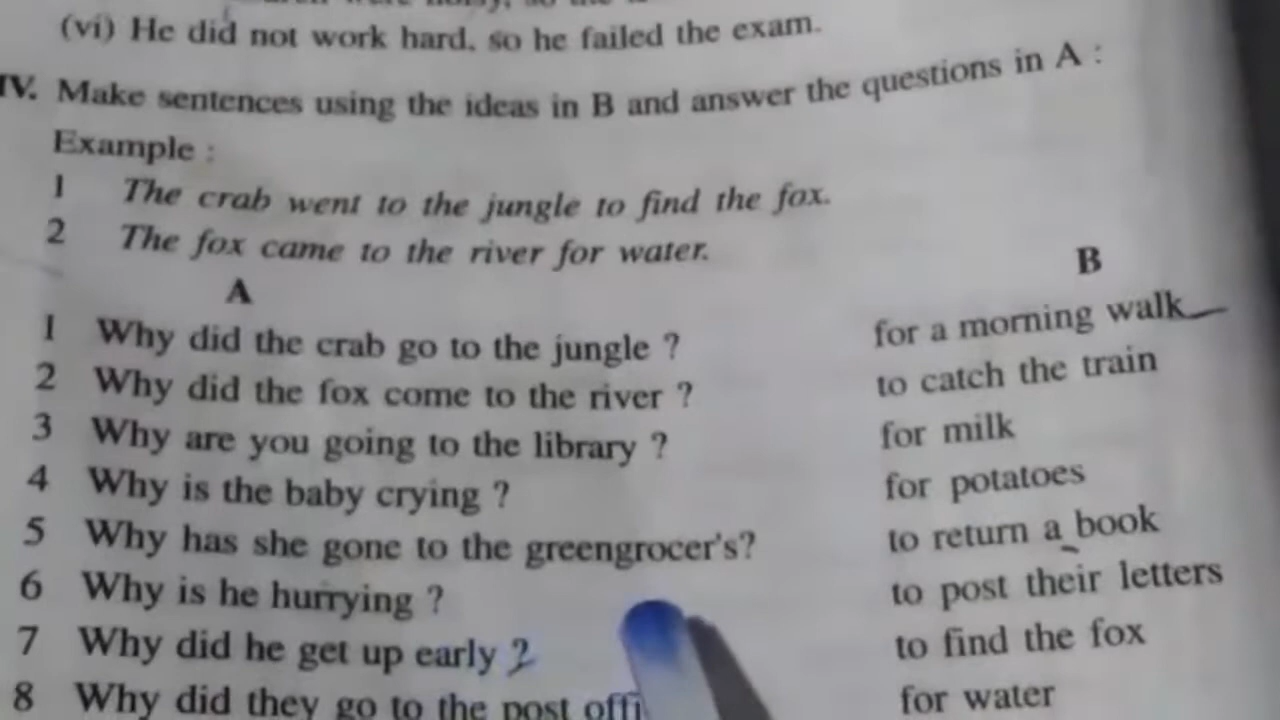 (vi) He did not work hard, so he failed the exam.
IV. Make sentences using the ideas in B and answer the questions in A :
Example :
1 The crab went to the jungle to find the fox.
2 The fox came to the river for water.
A B
1 Why did the crab go to the jungle ? for a morning walk
2 Why did the fox come to the river ? to catch the train
3 Why are you going to the library ? for milk
4 Why is the baby crying ? for potatoes
5 Why has she gone to the greengrocer's? to return a book
6 Why is he hurrying ? to post their letters
7 Why did he get up early ? to find the fox
8 Why did they go to the post offi for water